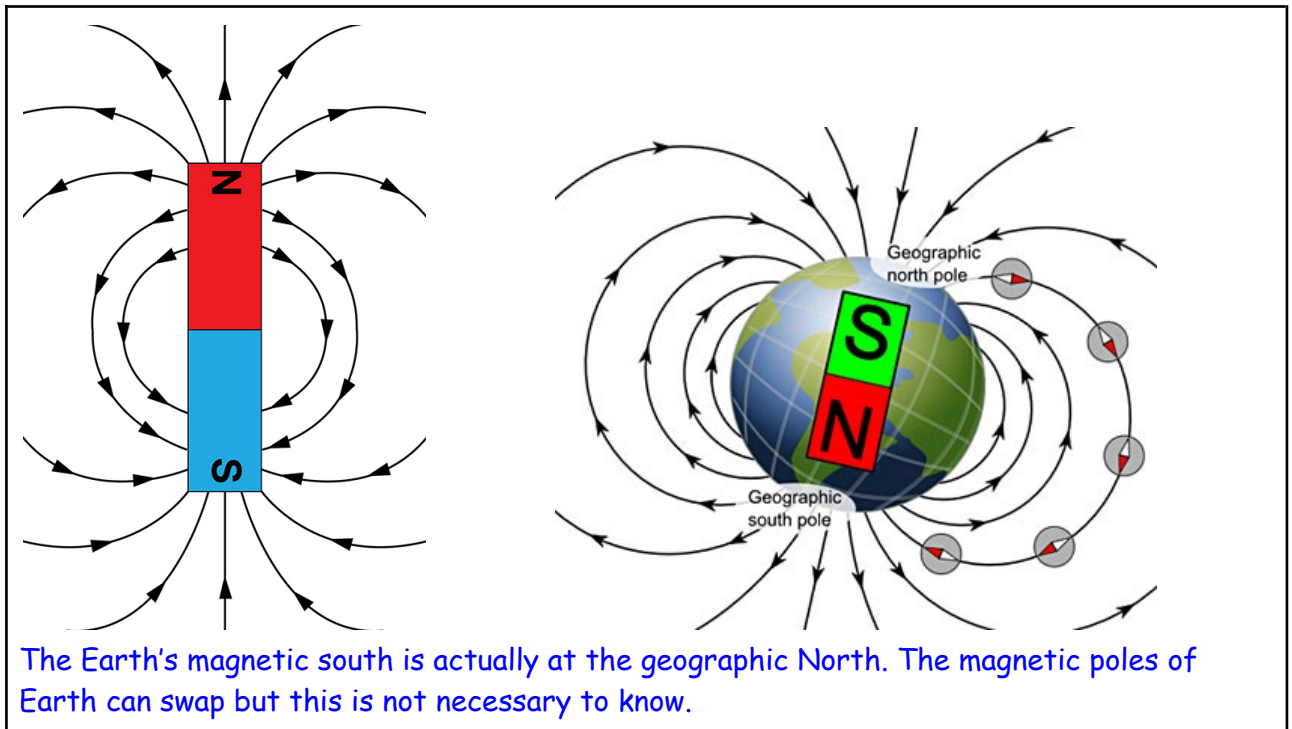 N
S
Geographic
north pole
S
N
Geographic
south pole
The Earth's magnetic south is actually at the geographic North. The magnetic poles of
Earth can swap but this is not necessary to know.